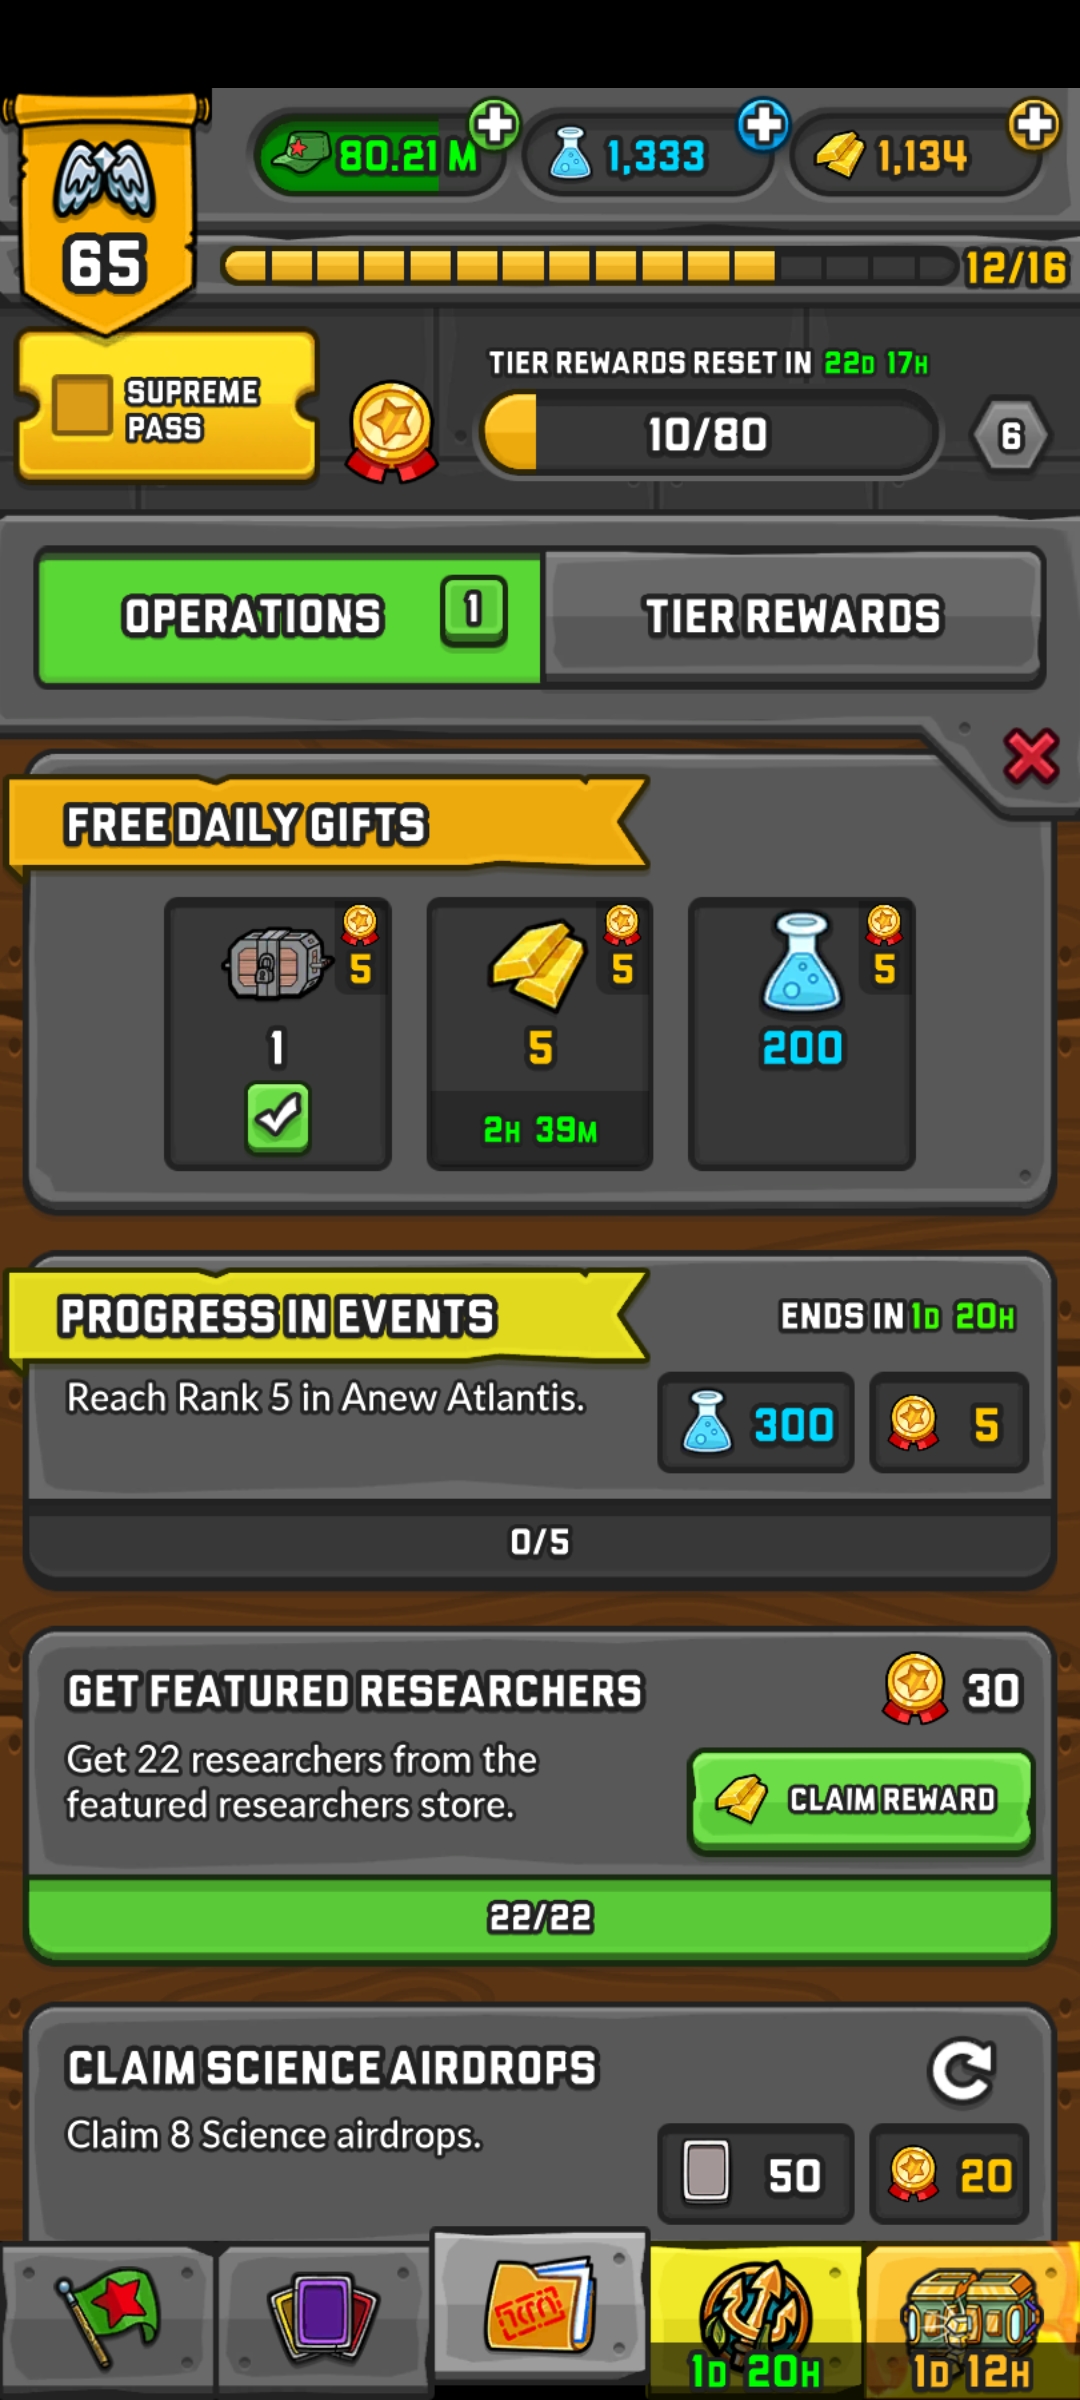 80.21 M
1,333
1,134
65
12/16
SUPREME
PASS
TIER REWARDS RESET IN 22D 17H
10/80
6
OPERATIONS 1
TIER REWARDS
FREE DAILY GIFTS
5
5
5
1
5
200
2H 39M
PROGRESS IN EVENTS
ENDS IN 1D 20H
Reach Rank 5 in Anew Atlantis.
300
5
0/5
GET FEATURED RESEARCHERS
30
Get 22 researchers from the
featured researchers store.
CLAIM REWARD
22/22
CLAIM SCIENCE AIRDROPS
Claim 8 Science airdrops.
50
20
1D 20H
1D 12H